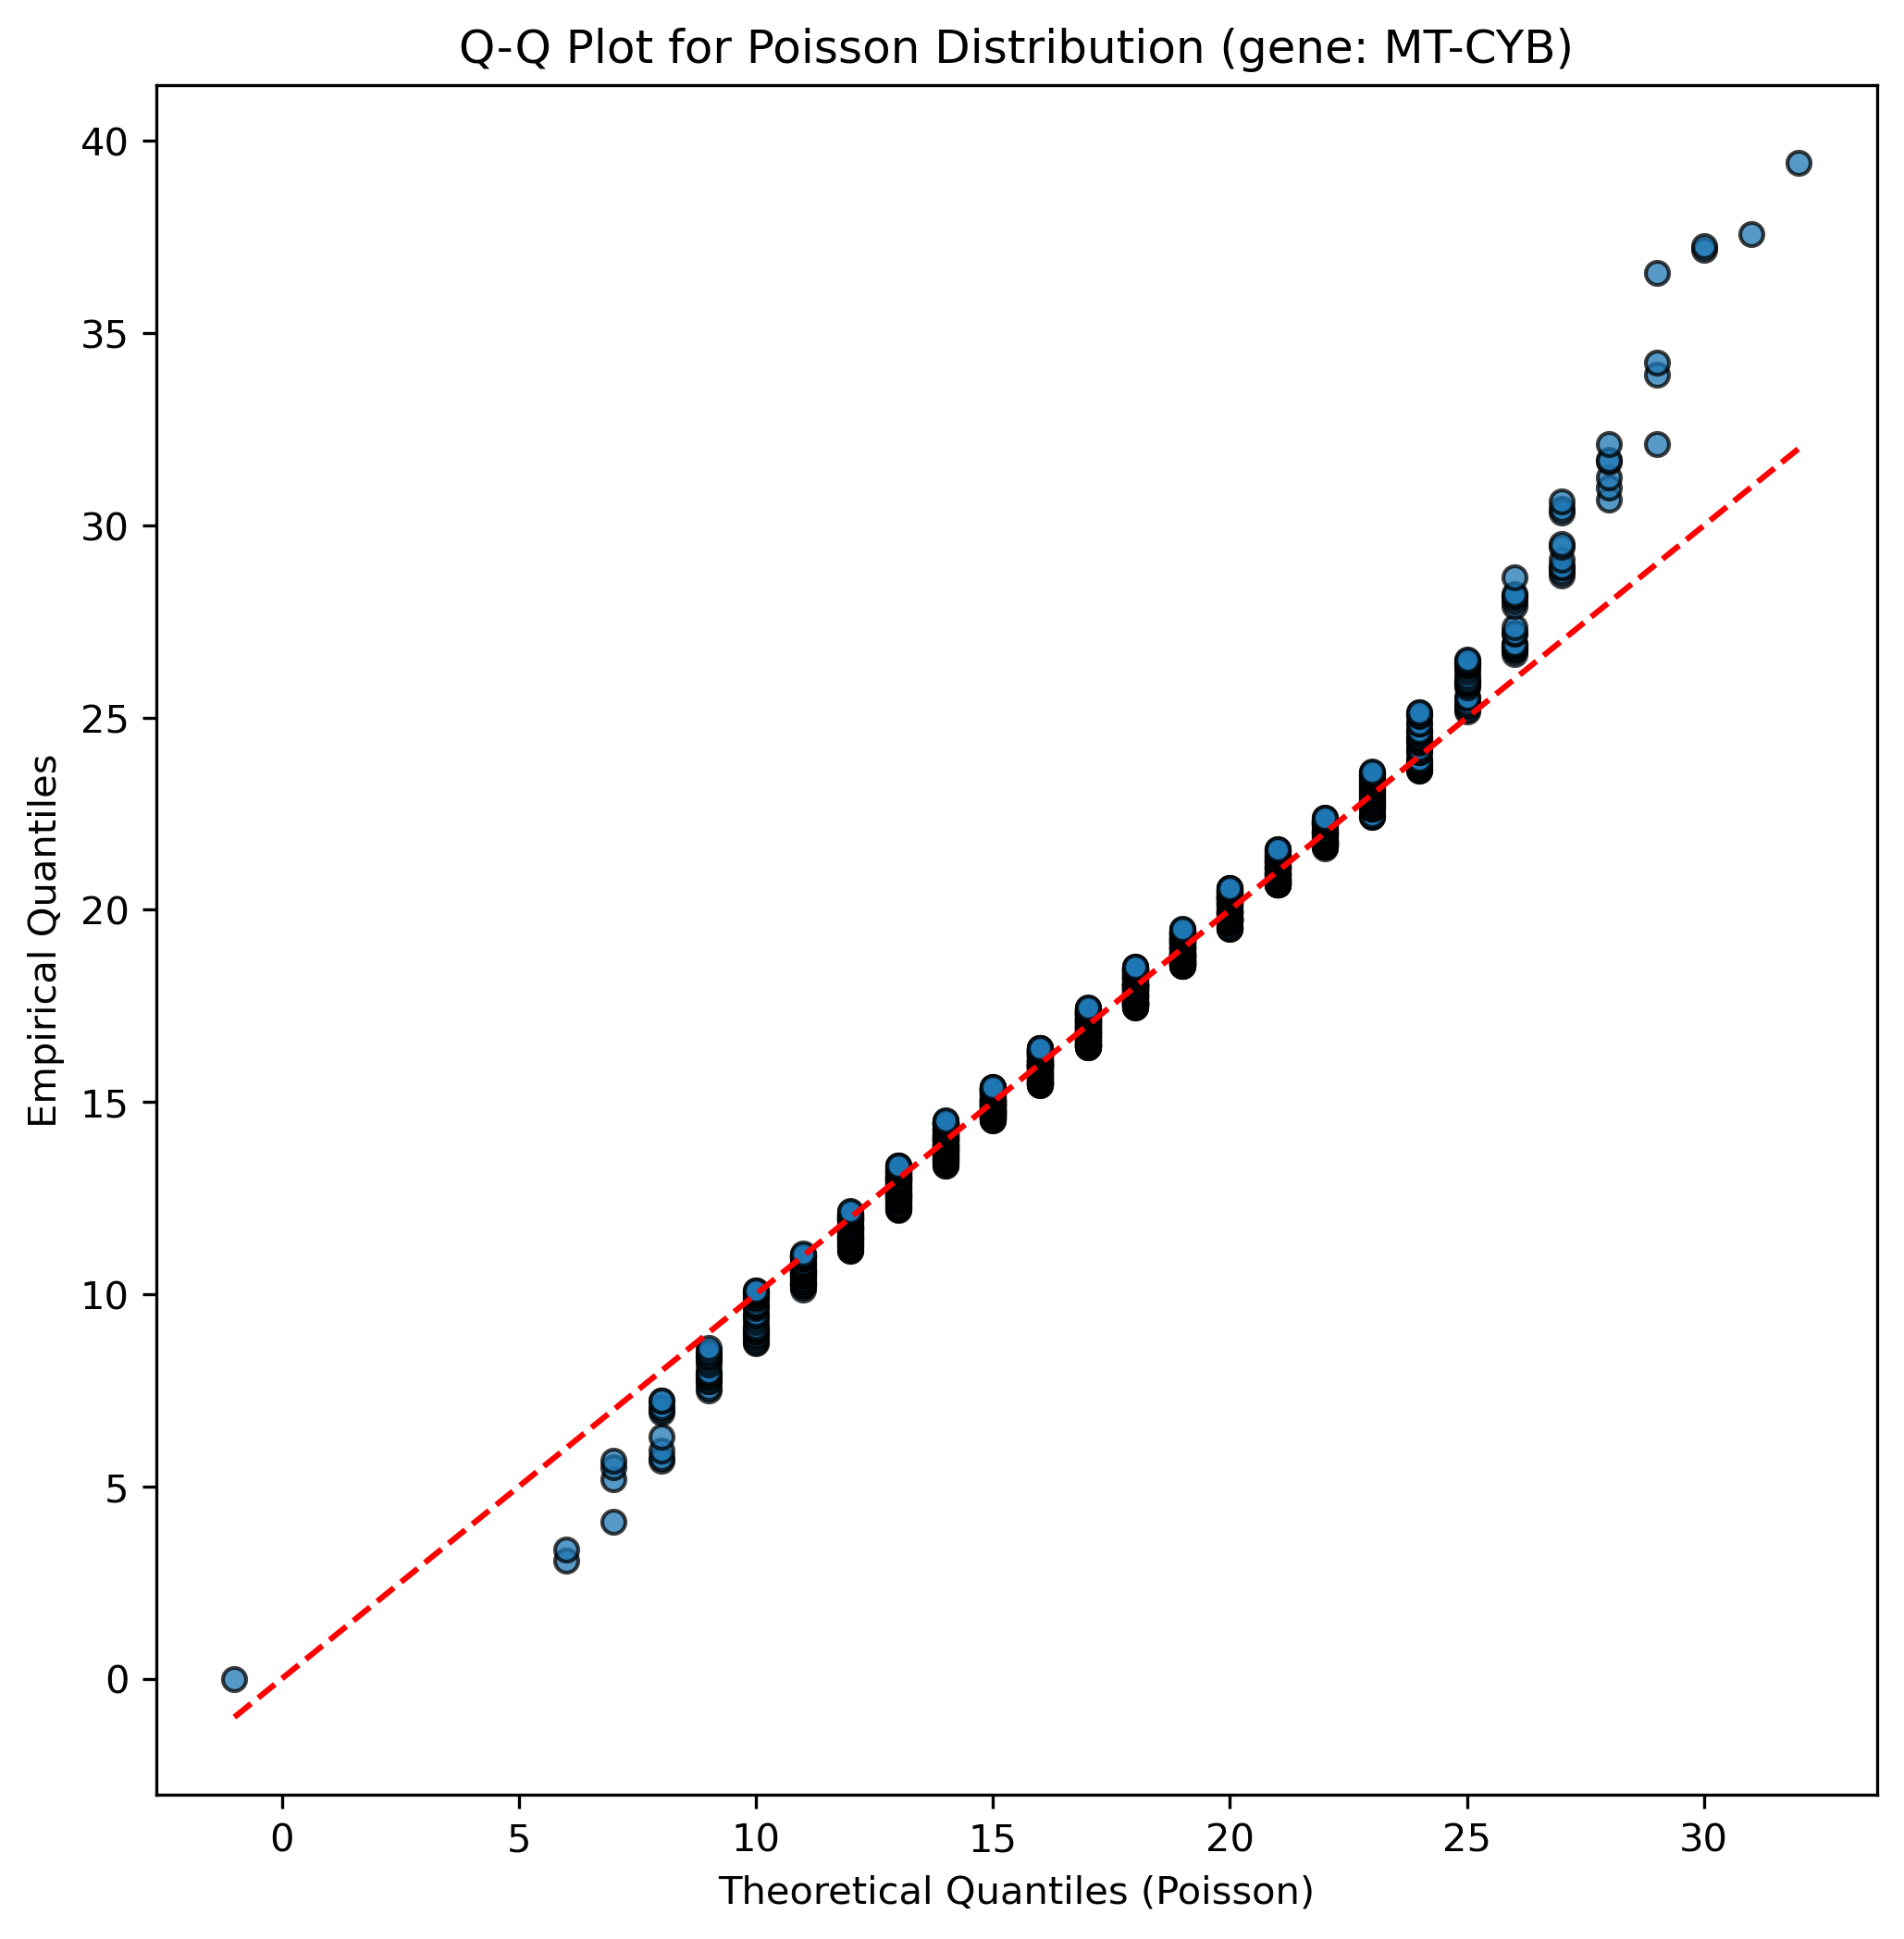 Q-Q Plot for Poisson Distribution (gene: MT-CYB)
40
35
30
25
20
15
10
5
0
Empirical Quantiles
0 5 10 15 20 25 30
Theoretical Quantiles (Poisson)